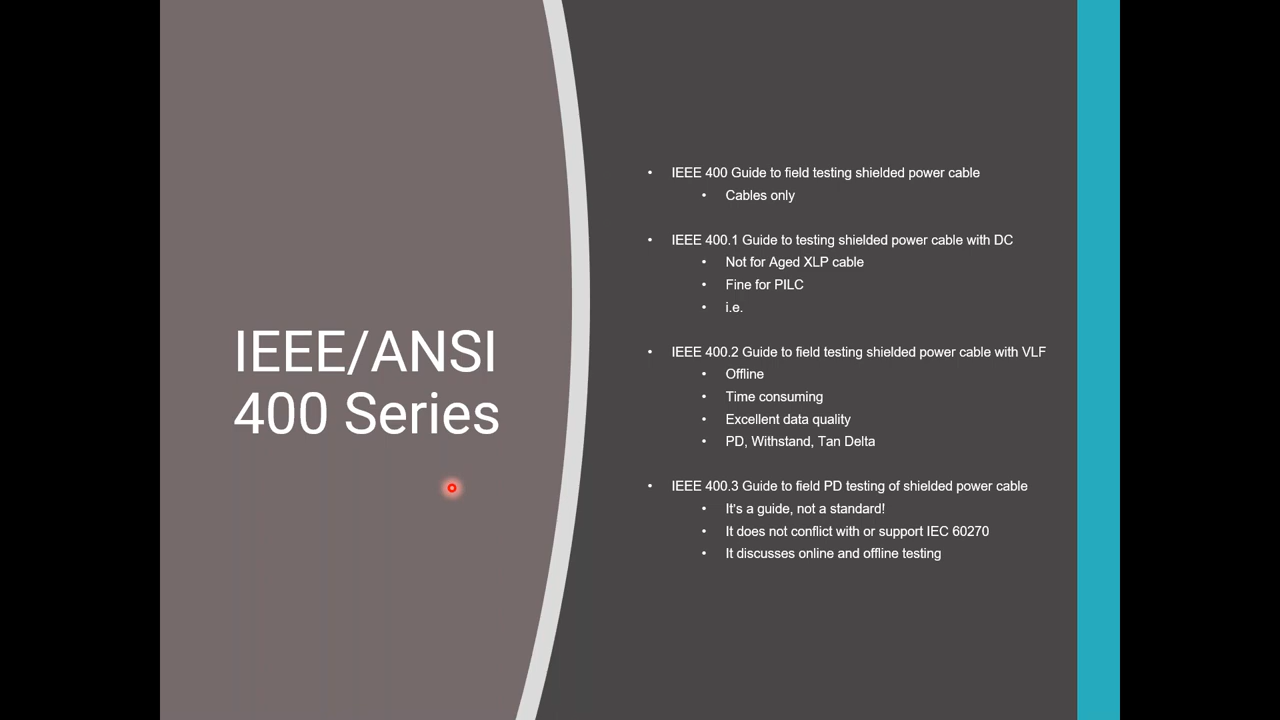 IEEE/ANSI
400 Series
• IEEE 400 Guide to field testing shielded power cable
• Cables only
• IEEE 400.1 Guide to testing shielded power cable with DC
• Not for Aged XLP cable
• Fine for PILC
• i.e.
• IEEE 400.2 Guide to field testing shielded power cable with VLF
• Offline
• Time consuming
• Excellent data quality
• PD, Withstand, Tan Delta
• IEEE 400.3 Guide to field PD testing of shielded power cable
• It's a guide, not a standard!
• It does not conflict with or support IEC 60270
• It discusses online and offline testing